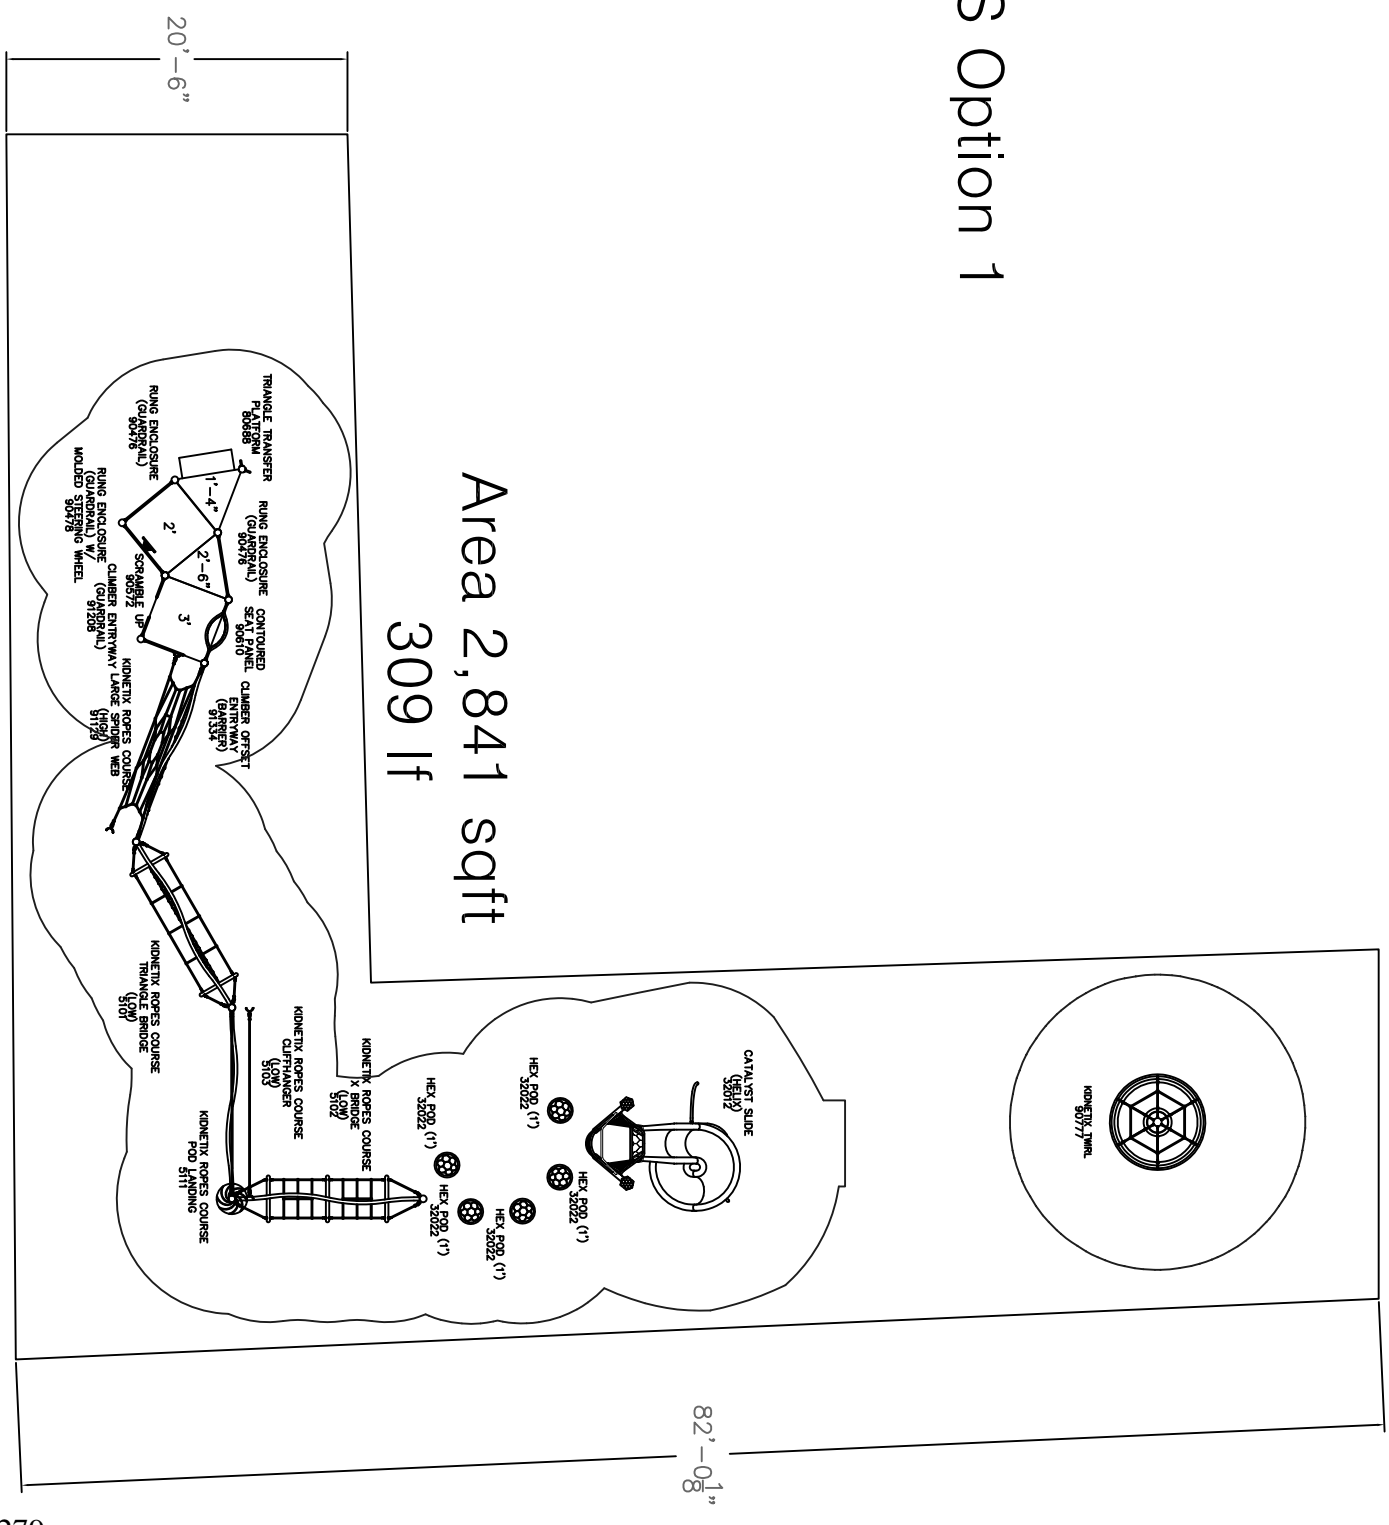 S Option 1
20'-6"
Area 2,841 sqft
309 lf
TRIANGLE TRANSFER
PLATFORM
80688
RUNG ENCLOSURE
(GUARDRAIL)
90476
RUNG ENCLOSURE
(GUARDRAIL)
90476
RUNG ENCLOSURE
(GUARDRAIL) W/
MOLDED STEERING WHEEL
90478
1'-4"
2'
2'-6"
3'
SCRAMBLE UP
90572
CONTOURED
SEAT PANEL
90610
CLIMBER ENTRYWAY
(GUARDRAIL)
91208
CLIMBER OFFSET
ENTRYWAY
(BARRIER)
91334
KIDNETIX ROPES COURSE
LARGE SPIDER WEB
(HIGH)
91129
KIDNETIX ROPES COURSE
TRIANGLE BRIDGE
(LOW)
5101
KIDNETIX ROPES COURSE
CLIFFHANGER
(LOW)
5103
KIDNETIX ROPES COURSE
X BRIDGE
(LOW)
5102
KIDNETIX ROPES COURSE
POD LANDING
5111
HEX POD (1')
32022
HEX POD (1')
32022
HEX POD (1')
32022
HEX POD (1')
32022
HEX POD (1')
32022
CATALYST SLIDE
(HELIX)
32012
KIDNETIX TWIRL
90777
82'-0 1/8"